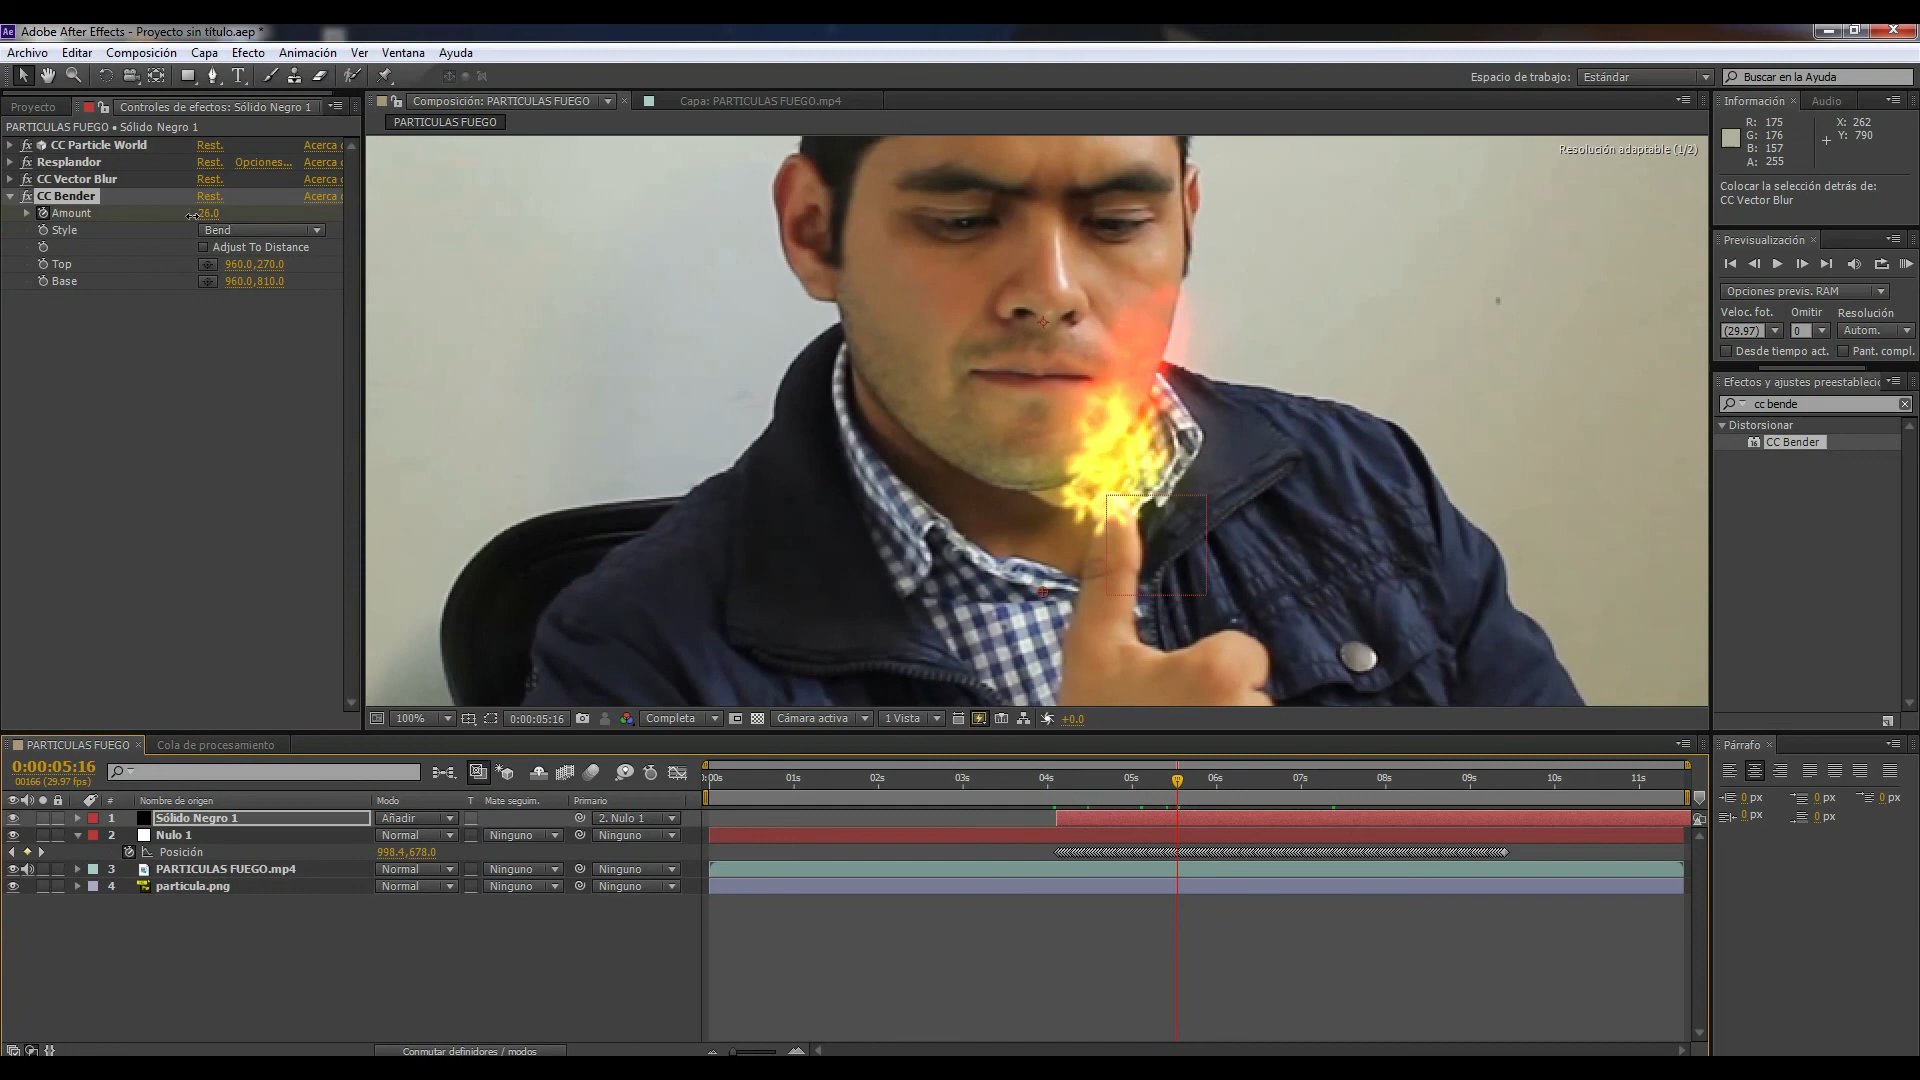 Adobe After Effects - Proyecto sin título.aep *
Archivo Editar Composición Capa Efecto Animación Ver Ventana Ayuda
Espacio de trabajo: Estándar Buscar en la Ayuda
Proyecto Controles de efectos: Sólido Negro 1
PARTICULAS FUEGO • Sólido Negro 1
fx CC Particle World Rest. Acerca
fx Resplandor Rest. Opciones... Acerca
fx CC Vector Blur Rest. Acerca
fx CC Bender Rest. Acerca
Amount 26.0
Style Bend
Adjust To Distance
Top 960.0,270.0
Base 960.0,810.0
Composición: PARTICULAS FUEGO Capa: PARTICULAS FUEGO.mp4
PARTICULAS FUEGO
Resolución adaptable (1/2)
100% 0:00:05:16 Completa Cámara activa 1 Vista +0.0
Información Audio
R: 175 X: 262
G: 176 Y: 790
B: 157
A: 255
Colocar la selección detrás de:
CC Vector Blur
Previsualización
Opciones previs. RAM
Veloc. fot. Omitir Resolución
(29.97) 0 Autom.
Desde tiempo act. Pant. compl.
Efectos y ajustes preestableci
cc bende
Distorsionar
CC Bender
PARTICULAS FUEGO Cola de procesamiento
0:00:05:16
00166 (29.97 fps)
# Nombre de origen Modo T Mate seguim. Primario
1 Sólido Negro 1 Añadir 2. Nulo 1
2 Nulo 1 Normal Ninguno Ninguno
Posición 998.4,678.0
3 PARTICULAS FUEGO.mp4 Normal Ninguno Ninguno
4 particula.png Normal Ninguno Ninguno
Conmutar definidores / modos
:00s 01s 02s 03s 04s 05s 06s 07s 08s 09s 10s 11s
Párrafo
0 px 0 px 0 px
0 px 0 px